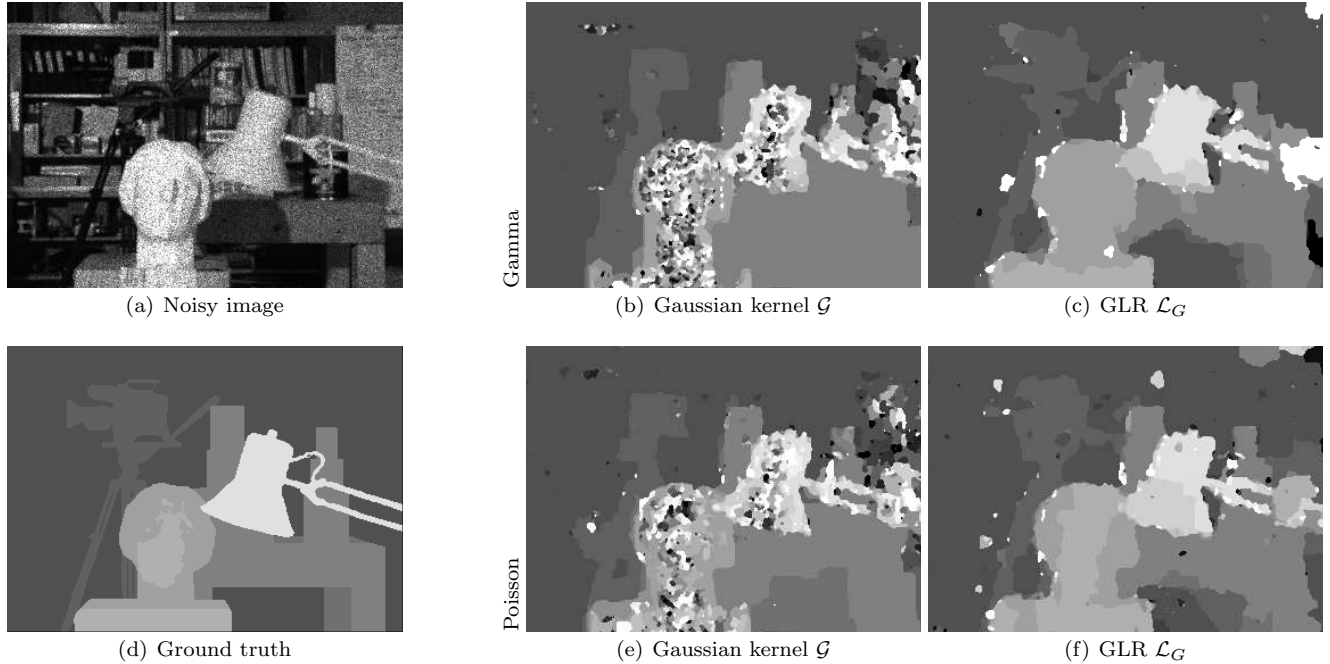 Gamma
(a) Noisy image
(b) Gaussian kernel 𝒢
(c) GLR ℒ_G
Poisson
(d) Ground truth
(e) Gaussian kernel 𝒢
(f) GLR ℒ_G